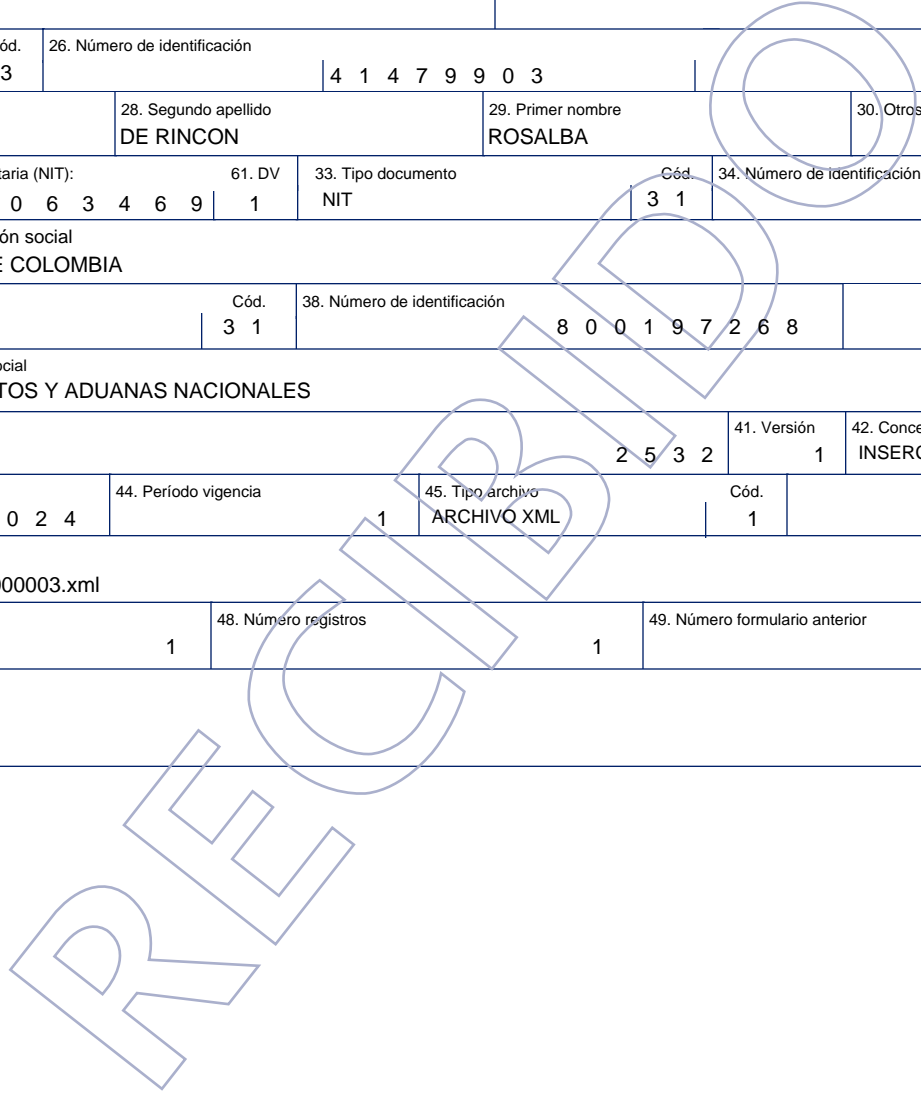 ód. 26. Número de identificación
3 4 1 4 7 9 9 0 3
28. Segundo apellido 29. Primer nombre 30. Otros
DE RINCON ROSALBA
taria (NIT): 61. DV 33. Tipo documento Cód. 34. Número de identificación
0 6 3 4 6 9 1 NIT 3 1
ón social
E COLOMBIA
Cód. 38. Número de identificación
3 1 8 0 0 1 9 7 2 6 8
ocial
TOS Y ADUANAS NACIONALES
41. Versión 42. Conce
2 5 3 2 1 INSERC
44. Período vigencia 45. Tipo archivo Cód.
0 2 4 1 ARCHIVO XML 1
000003.xml
48. Número registros 49. Número formulario anterior
1 1
RECIBIDO